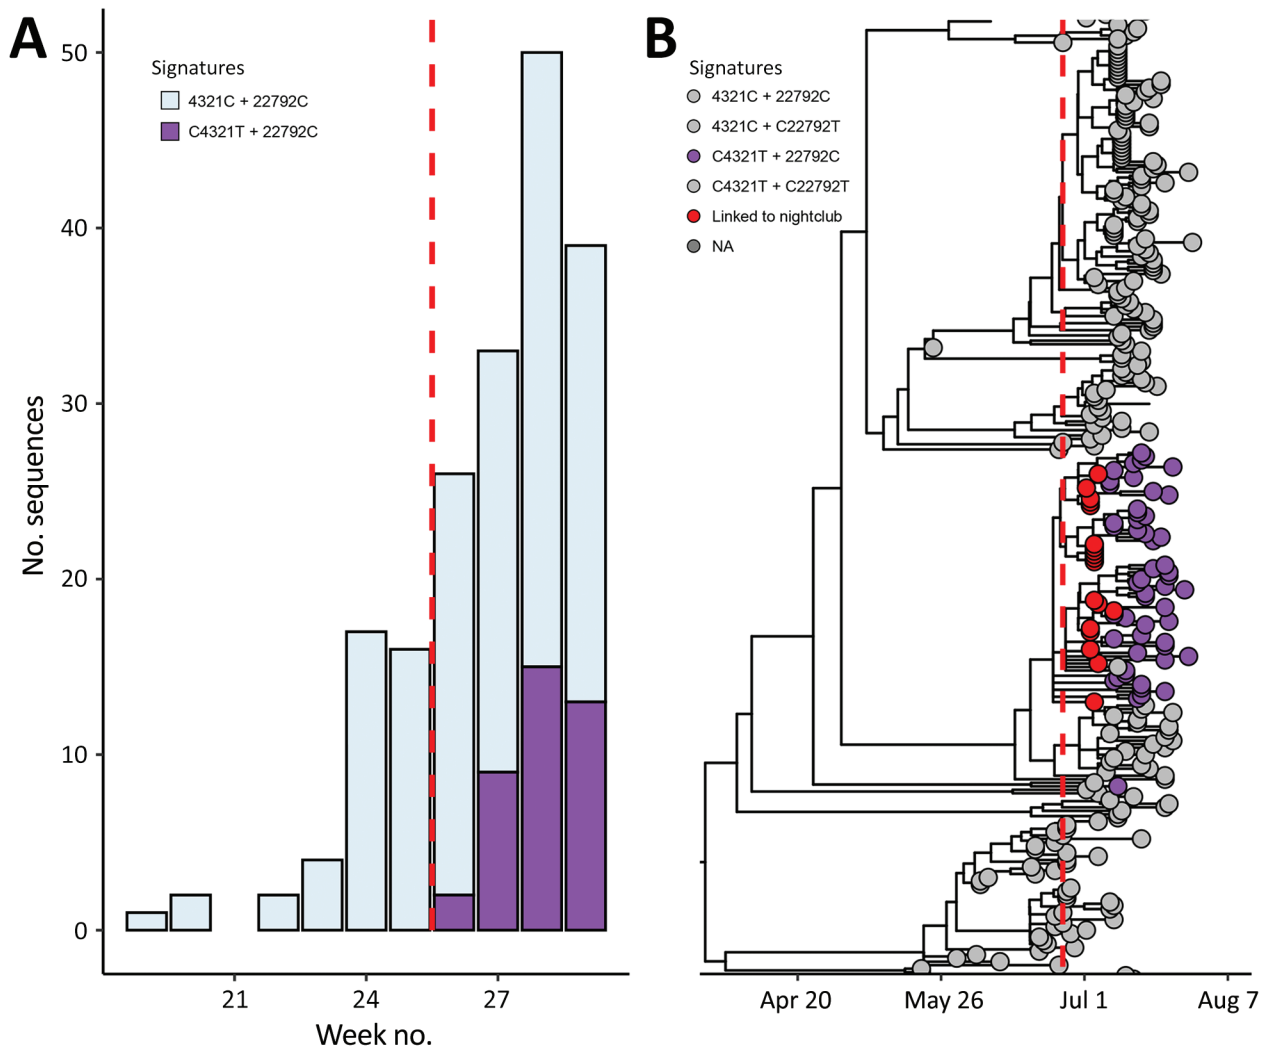 A
Signatures
4321C + 22792C
C4321T + 22792C
50
40
30
20
10
0
No. sequences
21
24
27
Week no.
B
Signatures
4321C + 22792C
4321C + C22792T
C4321T + 22792C
C4321T + C22792T
Linked to nightclub
NA
Apr 20
May 26
Jul 1
Aug 7